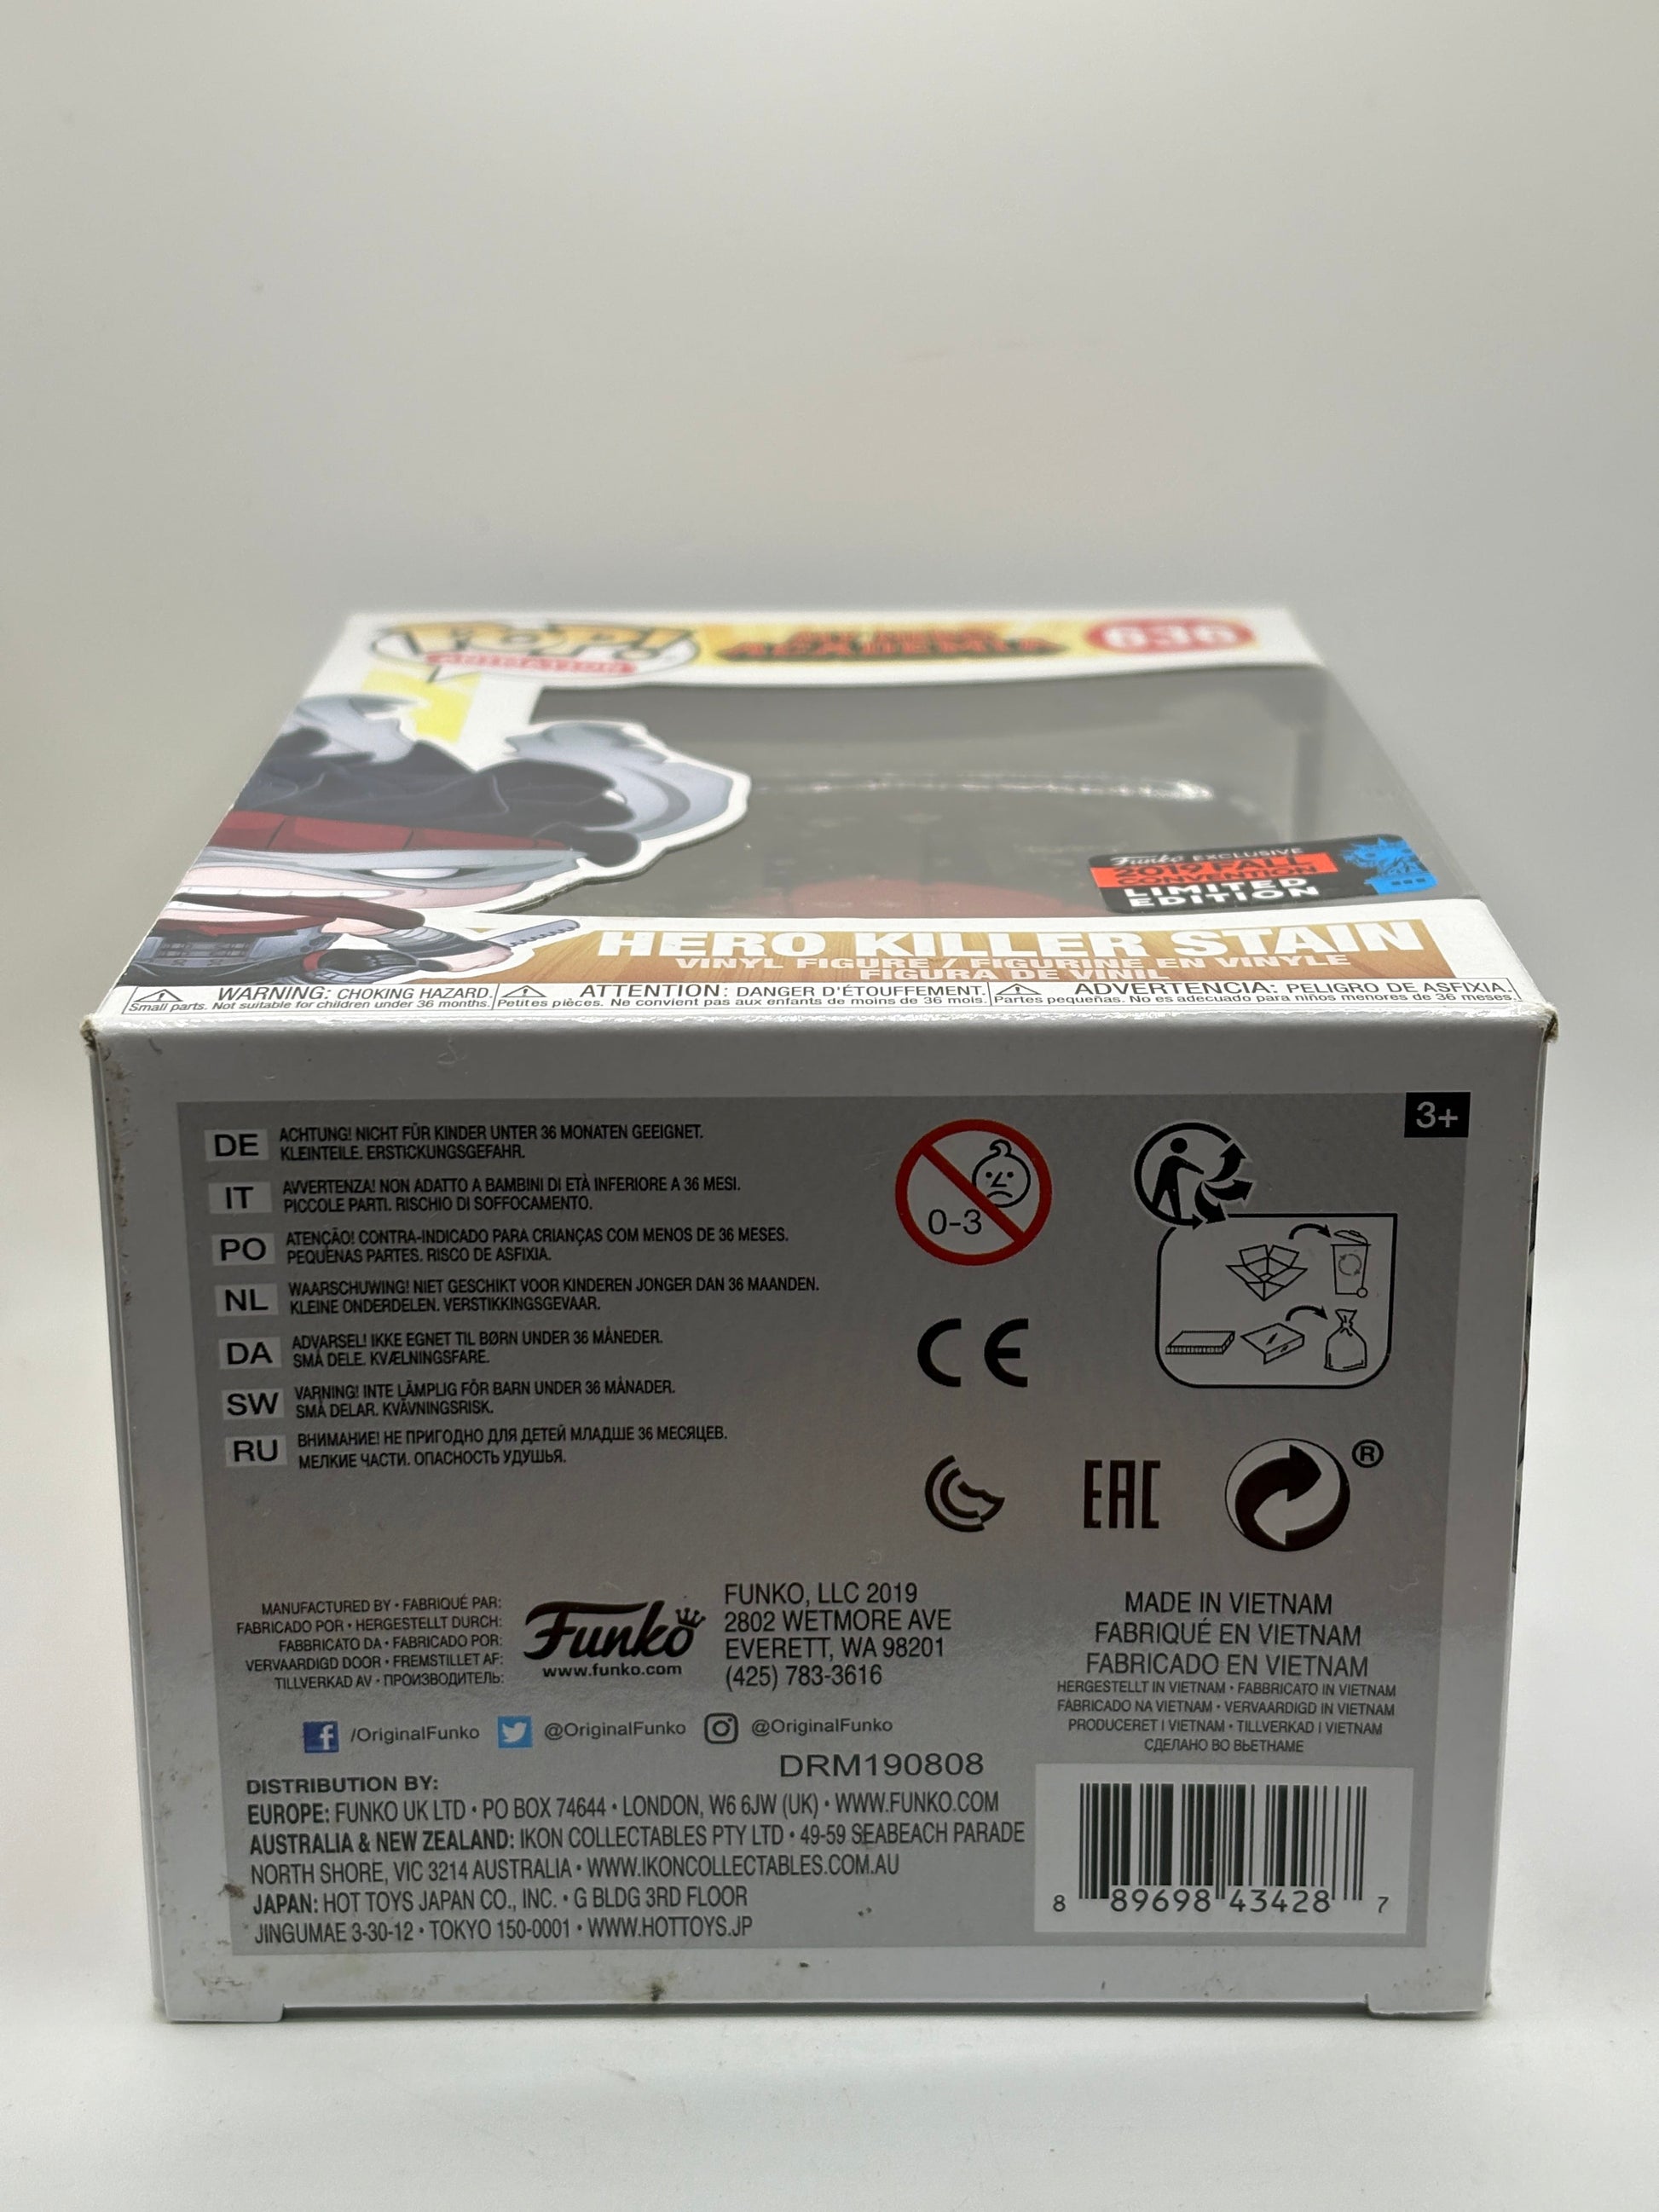 POP!
ANIMATION
MY HERO
ACADEMIA
636
Funko EXCLUSIVE
2019 FALL
CONVENTION
LIMITED
EDITION
HERO KILLER STAIN
VINYL FIGURE / FIGURINE EN VINYLE
FIGURA DE VINIL
WARNING: CHOKING HAZARD.
Small parts. Not suitable for children under 36 months.
ATTENTION: DANGER D'ÉTOUFFEMENT.
Petites pièces. Ne convient pas aux enfants de moins de 36 mois.
ADVERTENCIA: PELIGRO DE ASFIXIA.
Partes pequeñas. No es adecuado para niños menores de 36 meses.
3+
DE ACHTUNG! NICHT FÜR KINDER UNTER 36 MONATEN GEEIGNET.
KLEINTEILE. ERSTICKUNGSGEFAHR.
IT AVVERTENZA! NON ADATTO A BAMBINI DI ETÀ INFERIORE A 36 MESI.
PICCOLE PARTI. RISCHIO DI SOFFOCAMENTO.
PO ATENÇÃO! CONTRA-INDICADO PARA CRIANÇAS COM MENOS DE 36 MESES.
PEQUENAS PARTES. RISCO DE ASFIXIA.
NL WAARSCHUWING! NIET GESCHIKT VOOR KINDEREN JONGER DAN 36 MAANDEN.
KLEINE ONDERDELEN. VERSTIKKINGSGEVAAR.
DA ADVARSEL! IKKE EGNET TIL BØRN UNDER 36 MÅNEDER.
SMÅ DELE. KVÆLNINGSFARE.
SW VARNING! INTE LÄMPLIG FÖR BARN UNDER 36 MÅNADER.
SMÅ DELAR. KVÄVNINGSRISK.
RU ВНИМАНИЕ! НЕ ПРИГОДНО ДЛЯ ДЕТЕЙ МЛАДШЕ 36 МЕСЯЦЕВ.
МЕЛКИЕ ЧАСТИ. ОПАСНОСТЬ УДУШЬЯ.
0-3
CE
EAC
®
MANUFACTURED BY • FABRIQUÉ PAR:
FABRICADO POR • HERGESTELLT DURCH:
FABBRICATO DA • FABRICADO POR:
VERVAARDIGD DOOR • FREMSTILLET AF:
TILLVERKAD AV • ПРОИЗВОДИТЕЛЬ:
Funko
www.funko.com
FUNKO, LLC 2019
2802 WETMORE AVE
EVERETT, WA 98201
(425) 783-3616
MADE IN VIETNAM
FABRIQUÉ EN VIETNAM
FABRICADO EN VIETNAM
HERGESTELLT IN VIETNAM • FABBRICATO IN VIETNAM
FABRICADO NA VIETNAM • VERVAARDIGD IN VIETNAM
PRODUCERET I VIETNAM • TILLVERKAD I VIETNAM
СДЕЛАНО ВО ВЬЕТНАМЕ
/OriginalFunko @OriginalFunko @OriginalFunko
DRM190808
DISTRIBUTION BY:
EUROPE: FUNKO UK LTD • PO BOX 74644 • LONDON, W6 6JW (UK) • WWW.FUNKO.COM
AUSTRALIA & NEW ZEALAND: IKON COLLECTABLES PTY LTD • 49-59 SEABEACH PARADE
NORTH SHORE, VIC 3214 AUSTRALIA • WWW.IKONCOLLECTABLES.COM.AU
JAPAN: HOT TOYS JAPAN CO., INC. • G BLDG 3RD FLOOR
JINGUMAE 3-30-12 • TOKYO 150-0001 • WWW.HOTTOYS.JP
8 89698 43428 7